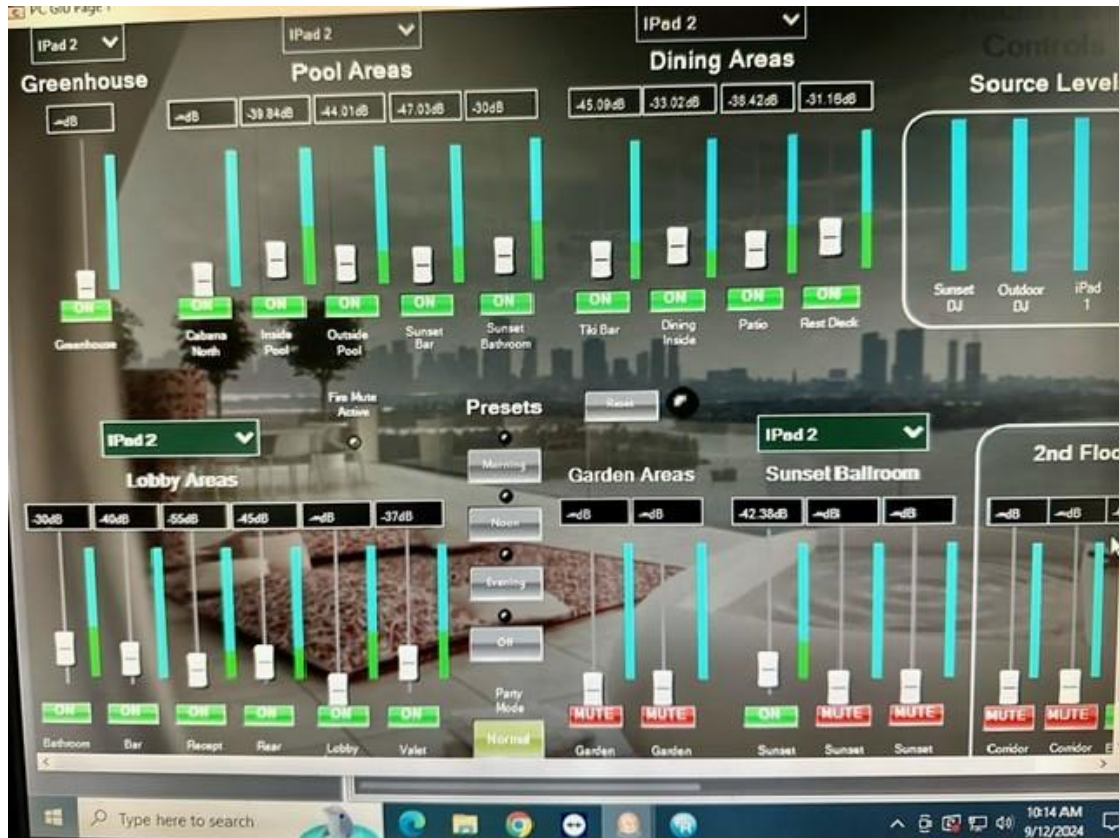 PC GUI Page 1
IPad 2
IPad 2
IPad 2
Controls
Greenhouse
Pool Areas
Dining Areas
Source Level
-∞dB
-∞dB
-39.84dB
-44.01dB
-47.03dB
-30dB
-45.09dB
-33.02dB
-38.42dB
-31.16dB
ON
ON
ON
ON
ON
ON
ON
ON
ON
ON
Greenhouse
Cabana North
Inside Pool
Outside Pool
Sunset Bar
Sunset Bathroom
Tiki Bar
Dining Inside
Patio
Rest Deck
Sunset DJ
Outdoor DJ
iPad 1
Fire Mute Active
Presets
Reset
IPad 2
IPad 2
Lobby Areas
Morning
Garden Areas
Sunset Ballroom
2nd Floo
-30dB
-40dB
-55dB
-45dB
-∞dB
-37dB
Noon
-∞dB
-∞dB
-42.38dB
-∞dB
-∞dB
-∞dB
-∞dB
Evening
Off
Party Mode
Normal
ON
ON
ON
ON
ON
ON
MUTE
MUTE
ON
MUTE
MUTE
MUTE
MUTE
Bathroom
Bar
Recept
Rear
Lobby
Valet
Garden
Garden
Sunset
Sunset
Sunset
Corridor
Corridor
Type here to search
10:14 AM
9/12/2024